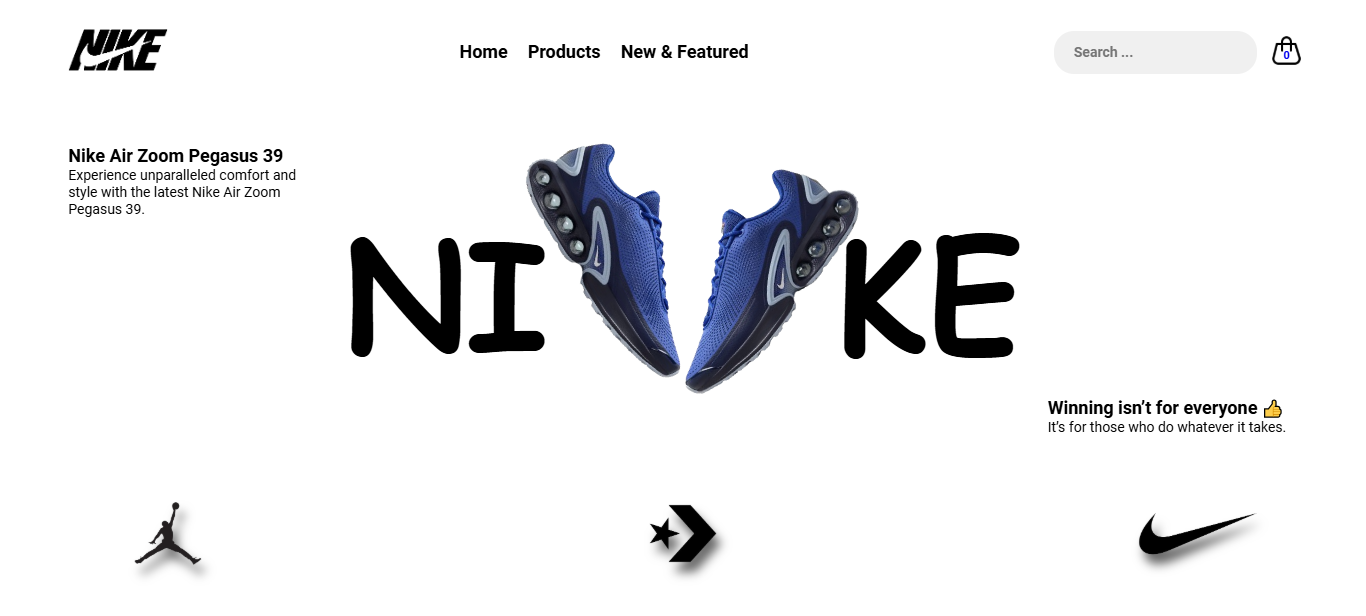 NIKE
Home Products New & Featured
Search ...
0
Nike Air Zoom Pegasus 39
Experience unparalleled comfort and
style with the latest Nike Air Zoom
Pegasus 39.
NI KE
Winning isn’t for everyone 👍
It’s for those who do whatever it takes.